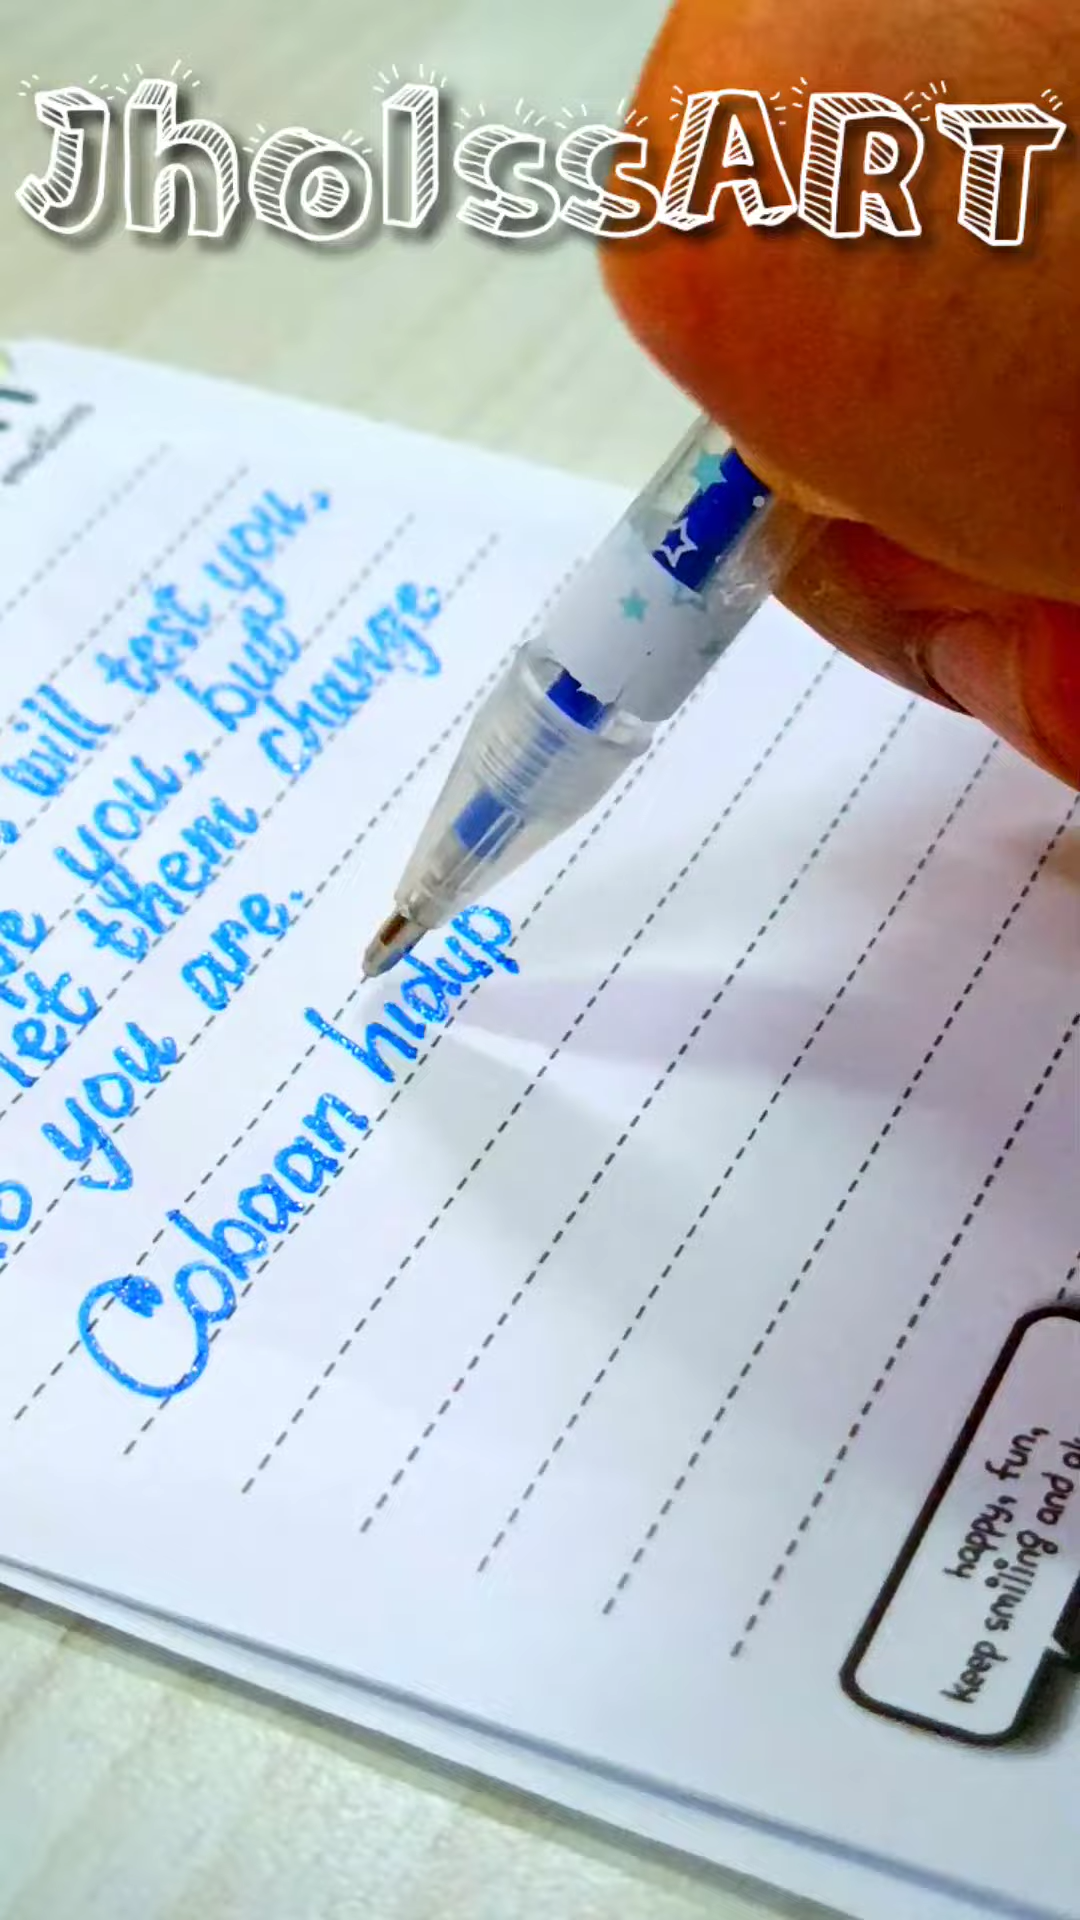 JholssART
will test you,
you, but
let them change
you are.
Cobaan hidup
happy, fun,
keep smiling and